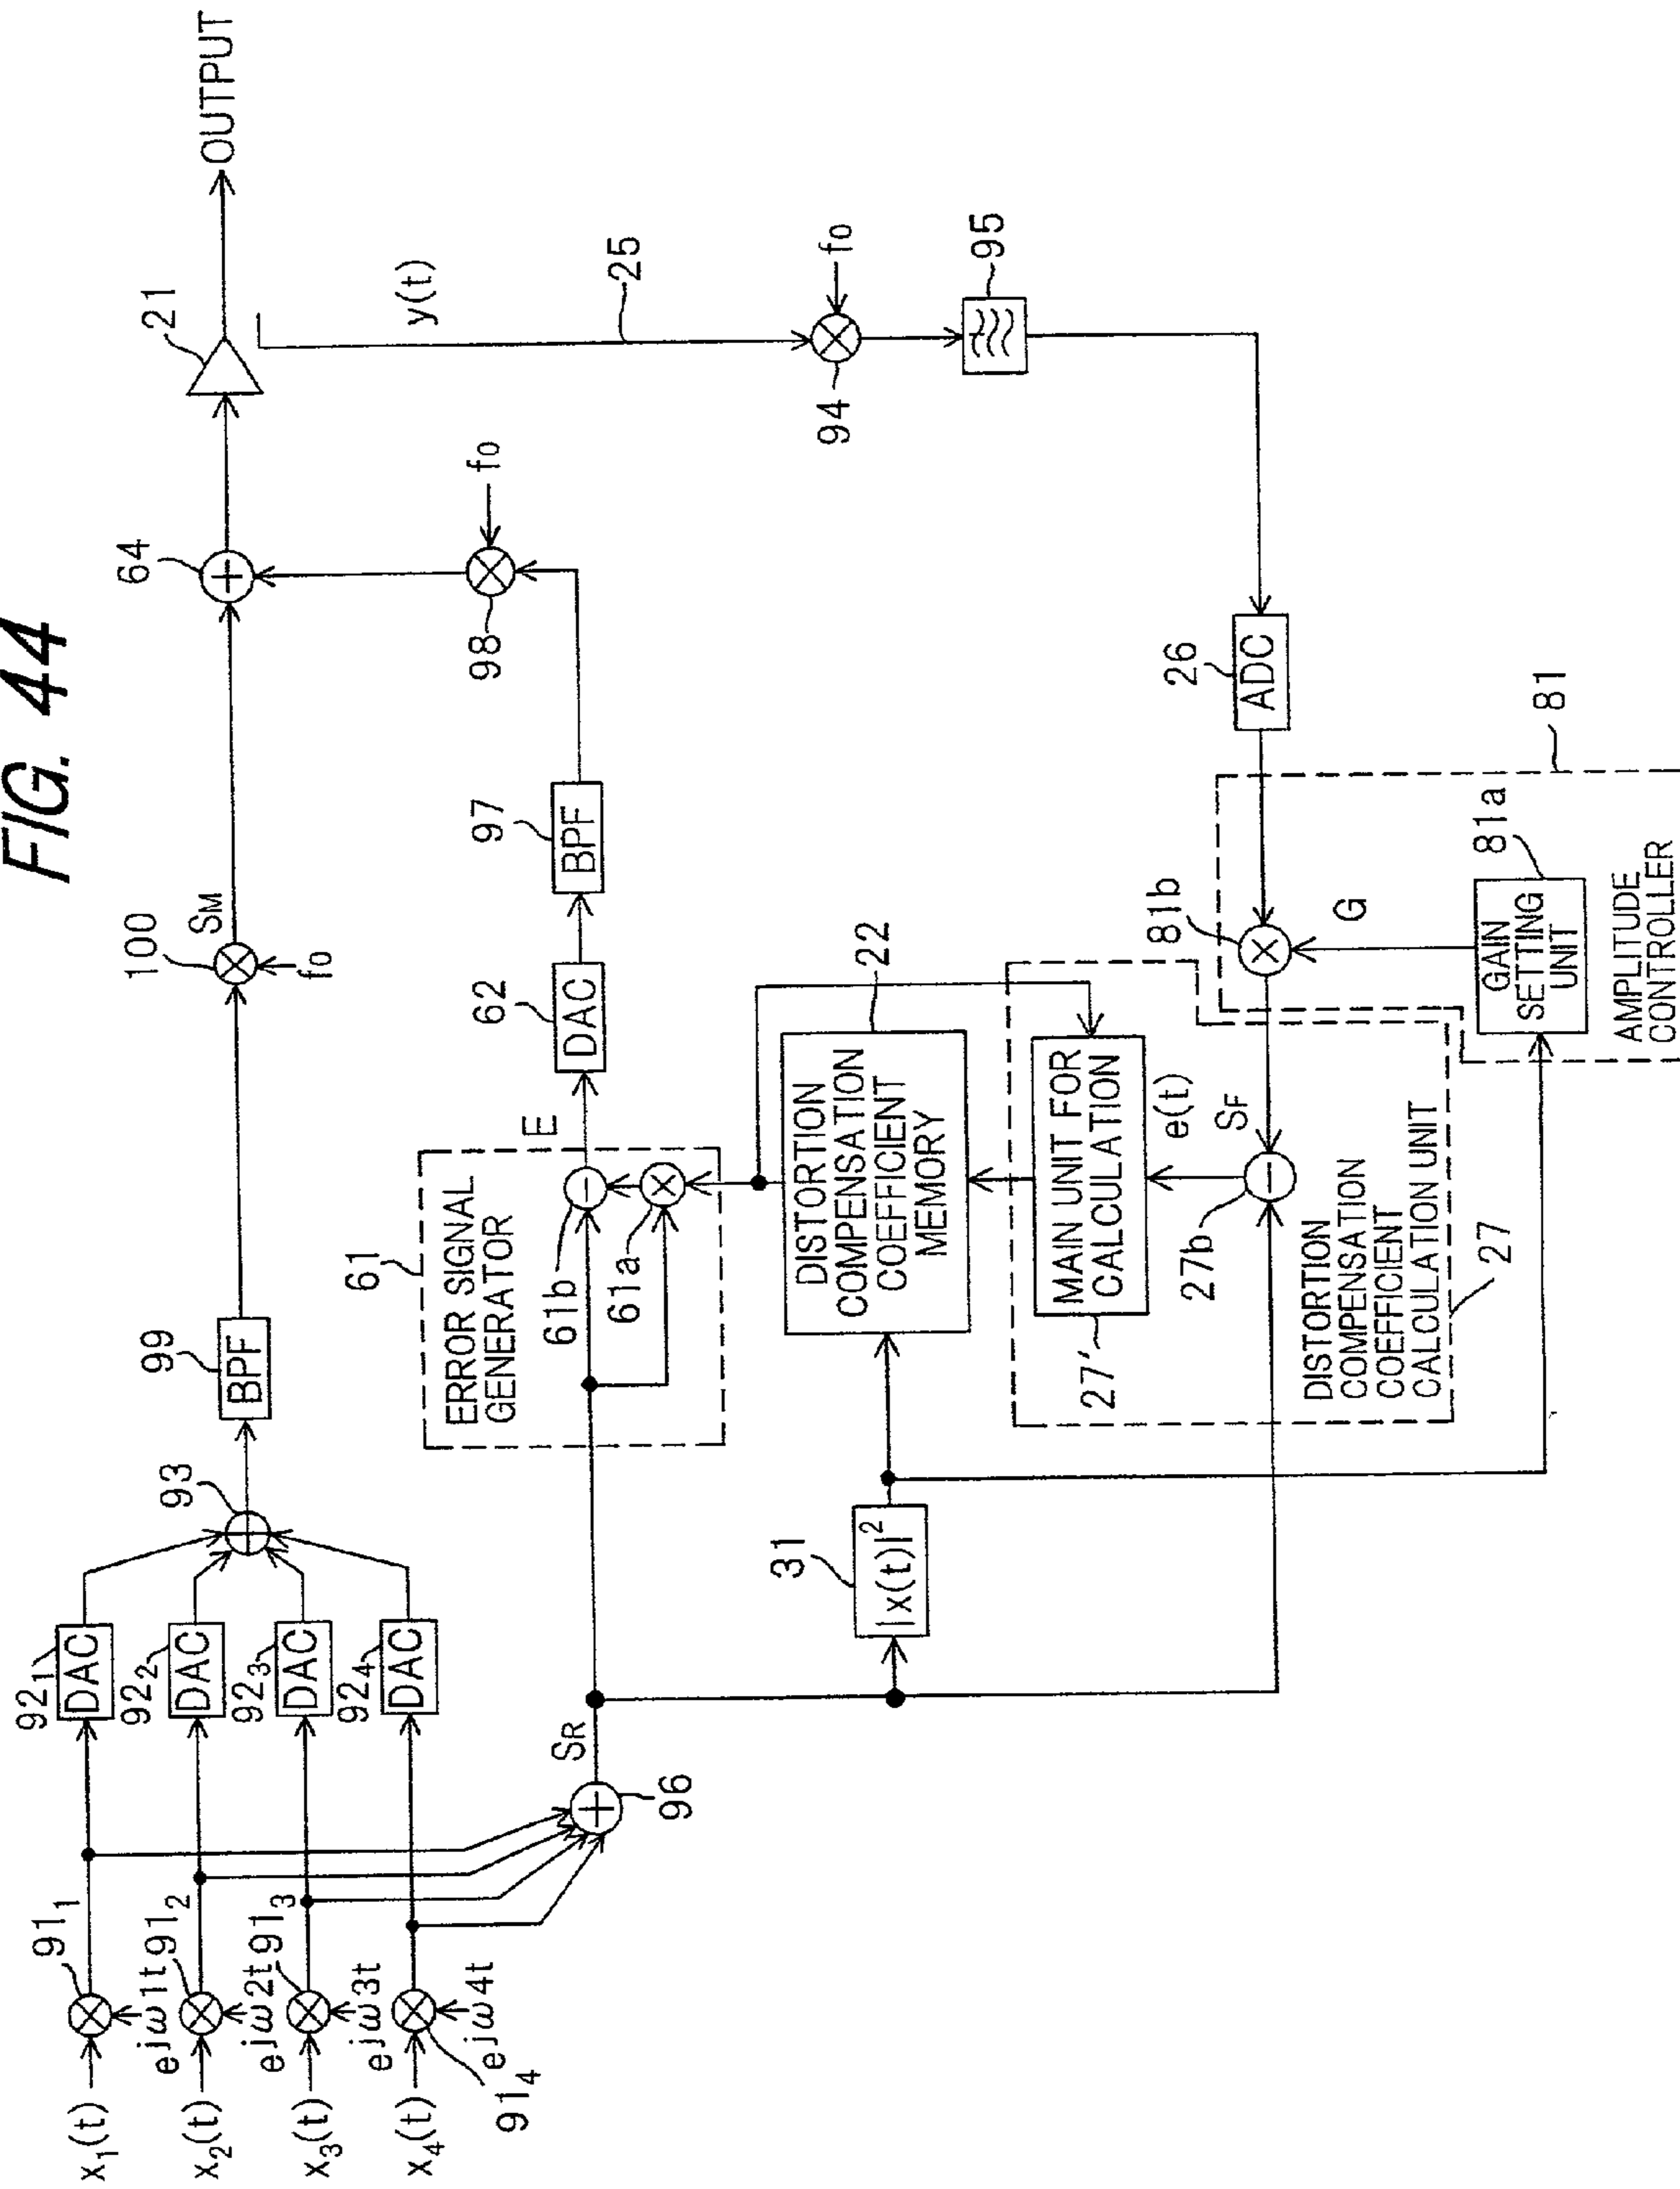 FIG. 44
x1(t)
x2(t)
x3(t)
x4(t)
911
912
913
914
ejω1t
ejω2t
ejω3t
ejω4t
921
DAC
922
DAC
923
DAC
924
DAC
93
99
BPF
100
SM
f0
64
21
OUTPUT
y(t)
25
f0
94
95
f0
98
97
BPF
62
DAC
E
61
ERROR SIGNAL
GENERATOR
61b
61a
SR
96
31
|x(t)|2
22
DISTORTION
COMPENSATION
COEFFICIENT
MEMORY
MAIN UNIT FOR
CALCULATION
27'
e(t)
27b
SF
DISTORTION
COMPENSATION
COEFFICIENT
CALCULATION UNIT
27
26
ADC
81b
G
81
81a
GAIN
SETTING
UNIT
AMPLITUDE
CONTROLLER